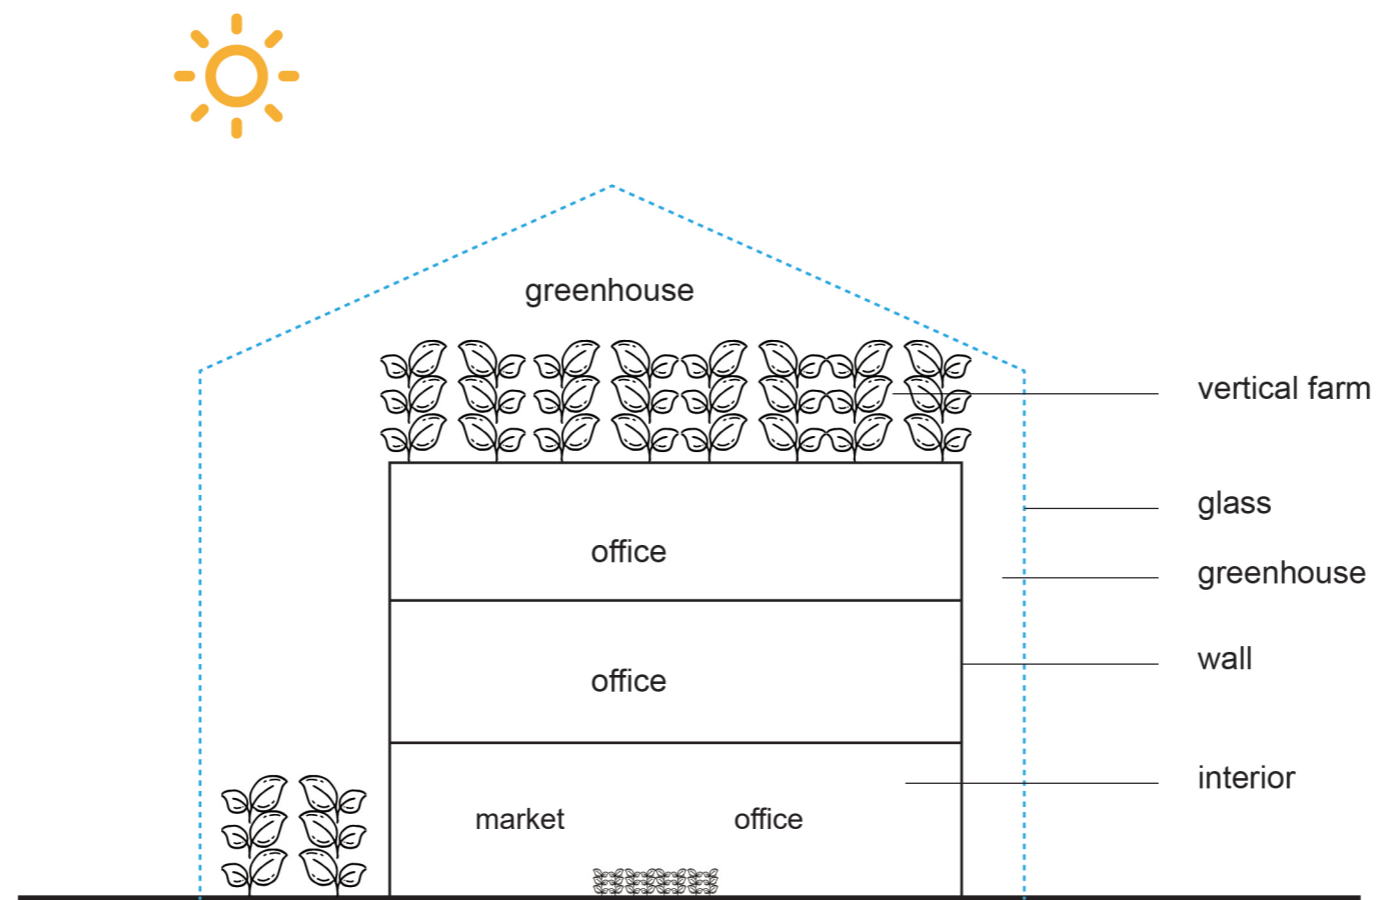 greenhouse
vertical farm
glass
office
greenhouse
wall
office
interior
market
office